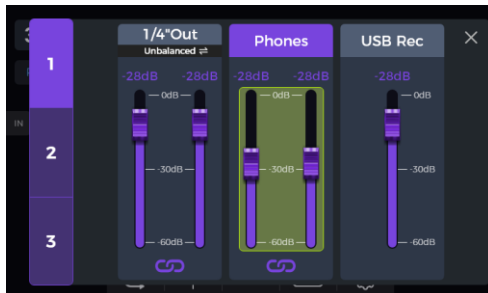 1/4"Out
Unbalanced ⇌
Phones
USB Rec
1
-28dB -28dB
-28dB -28dB
-28dB
0dB
0dB
0dB
IN
2
-30dB
-30dB
-30dB
3
-60dB
-60dB
-60dB